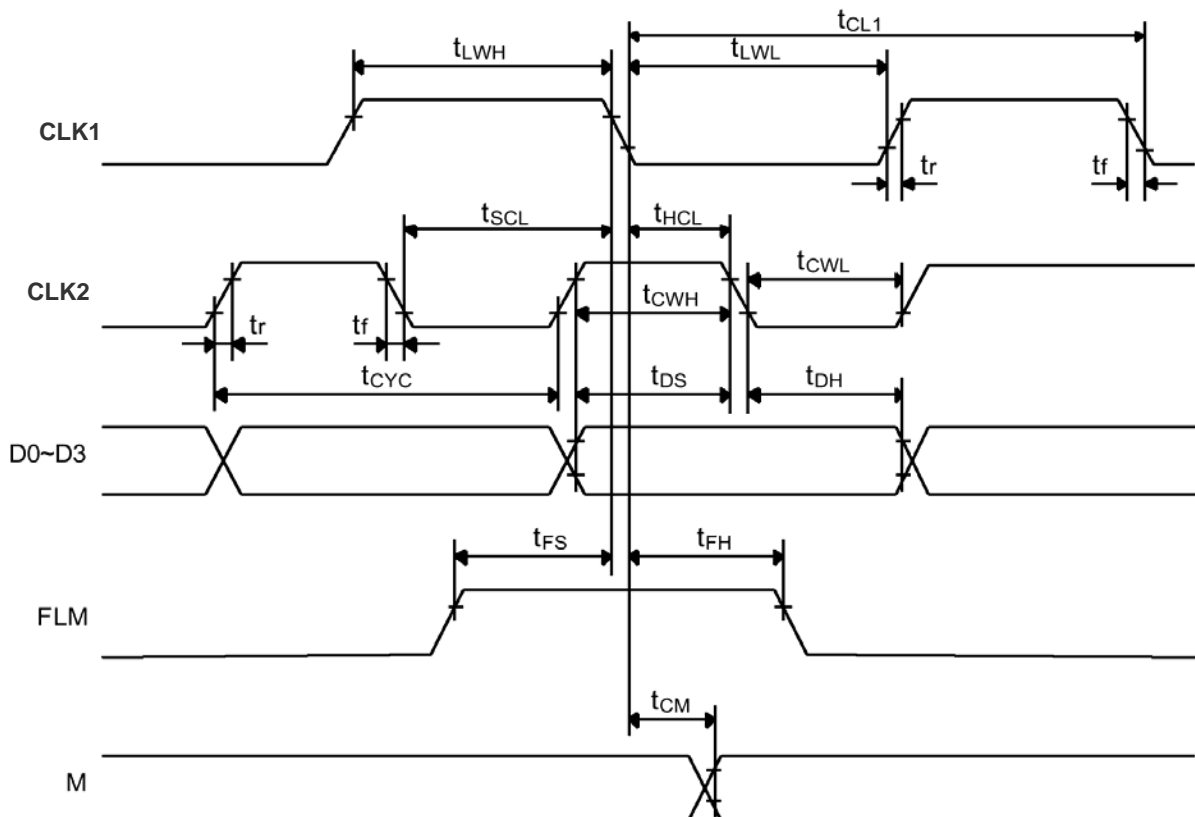 tCL1
tLWH
tLWL
CLK1
tr
tf
tSCL
tHCL
tCWL
CLK2
tCWH
tr
tf
tCYC
tDS
tDH
D0~D3
tFS
tFH
FLM
tCM
M